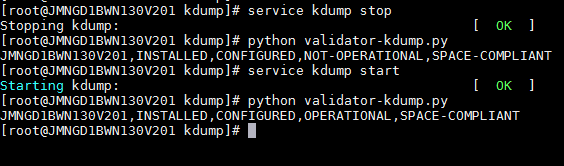 [root@JMNGD1BWN130V201 kdump]# service kdump stop
Stopping kdump: [ OK ]
[root@JMNGD1BWN130V201 kdump]# python validator-kdump.py
JMNGD1BWN130V201,INSTALLED,CONFIGURED,NOT-OPERATIONAL,SPACE-COMPLIANT
[root@JMNGD1BWN130V201 kdump]# service kdump start
Starting kdump: [ OK ]
[root@JMNGD1BWN130V201 kdump]# python validator-kdump.py
JMNGD1BWN130V201,INSTALLED,CONFIGURED,OPERATIONAL,SPACE-COMPLIANT
[root@JMNGD1BWN130V201 kdump]#